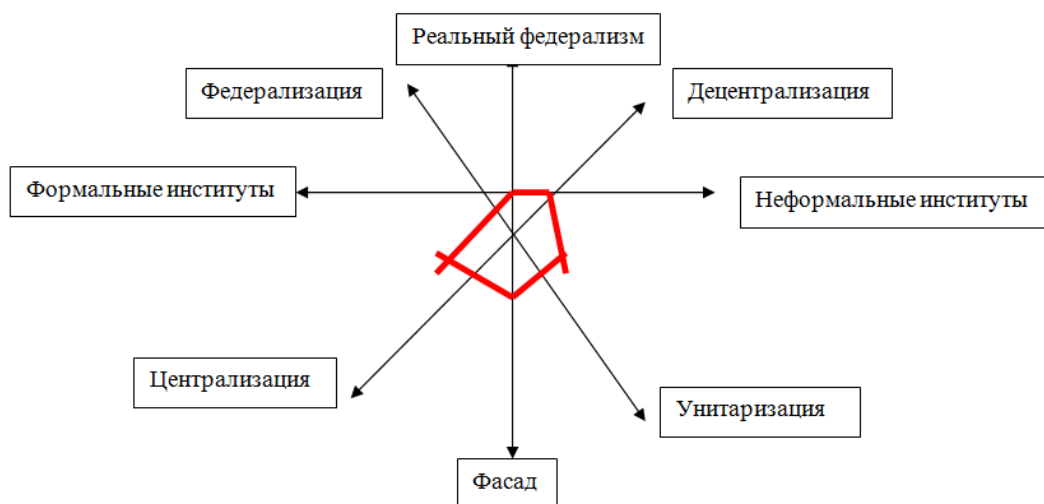 Реальный федерализм
Федерализация
Децентрализация
Формальные институты
Неформальные институты
Централизация
Унитаризация
Фасад